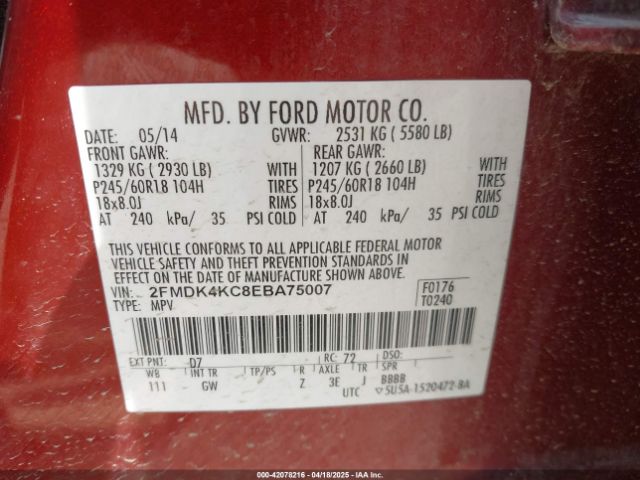 MFD. BY FORD MOTOR CO.
DATE: 05/14 GVWR: 2531 KG ( 5580 LB)
FRONT GAWR: REAR GAWR:
1329 KG ( 2930 LB) WITH 1207 KG ( 2660 LB) WITH
P245/60R18 104H TIRES P245/60R18 104H TIRES
18x8.0J RIMS 18x8.0J RIMS
AT 240 kPa/ 35 PSI COLD AT 240 kPa/ 35 PSI COLD
THIS VEHICLE CONFORMS TO ALL APPLICABLE FEDERAL MOTOR
VEHICLE SAFETY AND THEFT PREVENTION STANDARDS IN
EFFECT ON THE DATE OF MANUFACTURE SHOWN ABOVE.
VIN: 2FMDK4KC8EBA75007 F0176
TYPE: MPV T0240
EXT PNT: D7 RC: 72 DSO:
WB INT TR TP/PS R AXLE TR SPR
111 GW Z 3E J BBBB
UTC 5U5A-1520472-BA
000-42078216 - 04/18/2025 - IAAI.COM